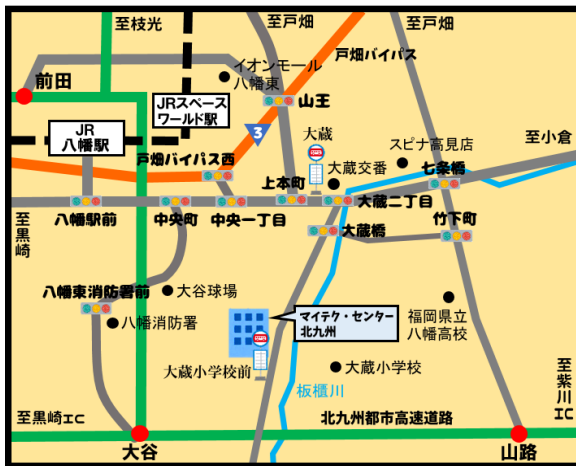 至枝光
至戸畑
至戸畑
戸畑バイパス
イオンモール
八幡東
前田
JRスペース
ワールド駅
山王
3
JR
八幡駅
大蔵
スピナ高見店
至小倉
戸畑バイパス西
大蔵交番
七条橋
上本町
八幡駅前
中央町
中央一丁目
大蔵二丁目
至黒崎
大蔵橋
竹下町
八幡東消防署前
大谷球場
八幡消防署
マイテク・センター
北九州
福岡県立
八幡高校
大蔵小学校前
大蔵小学校
板櫃川
至紫川IC
至黒崎IC
北九州都市高速道路
大谷
山路